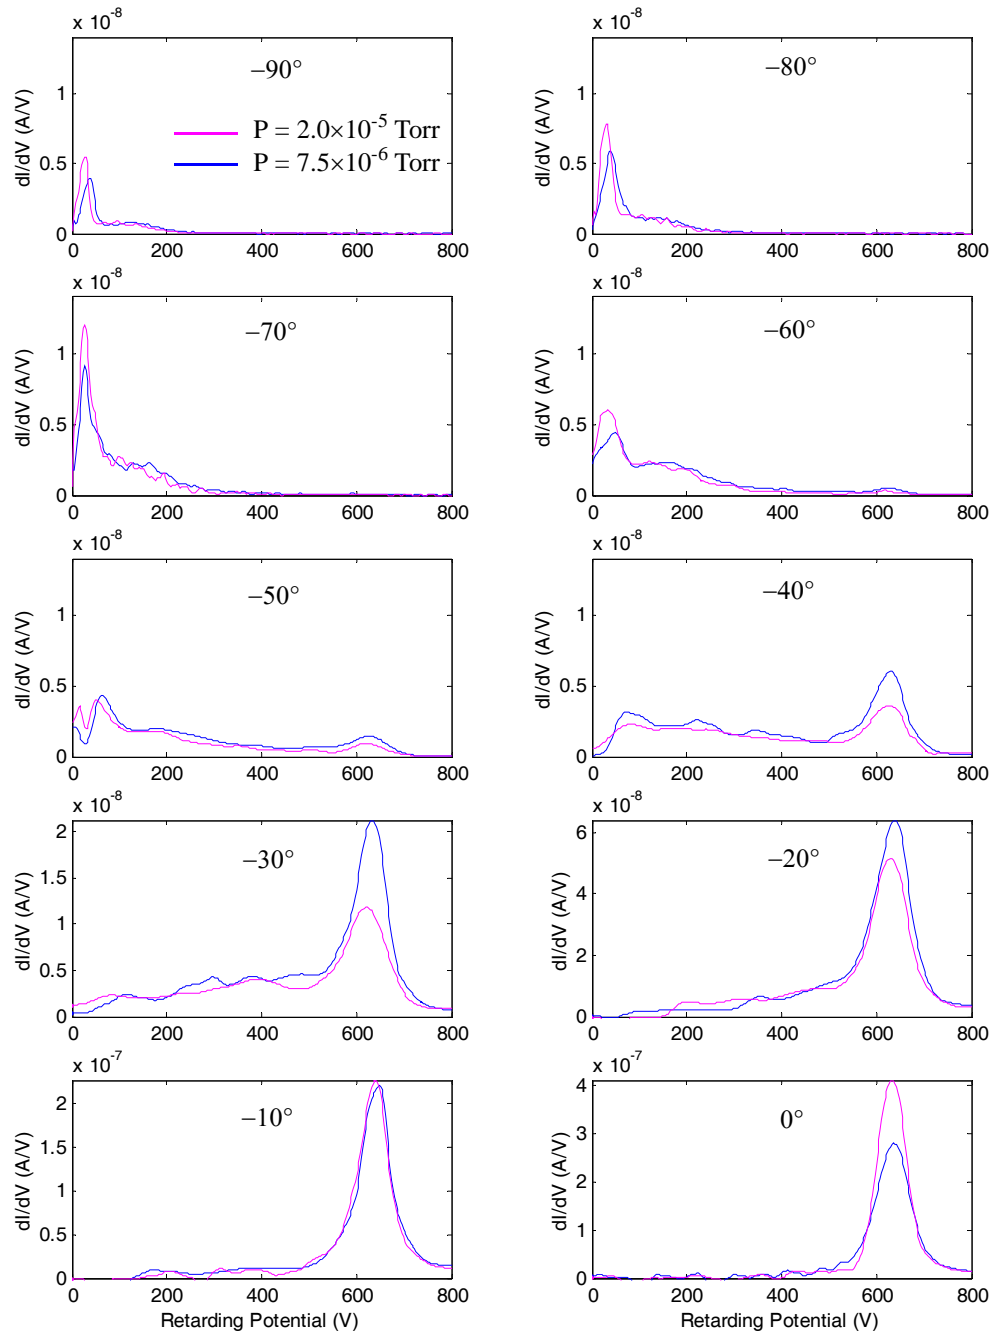 x 10-8
x 10-8
−90°
−80°
P = 2.0×10-5 Torr
P = 7.5×10-6 Torr
dI/dV (A/V)
dI/dV (A/V)
1
0.5
0
1
0.5
0
0 200 400 600 800
0 200 400 600 800
x 10-8
x 10-8
−70°
−60°
dI/dV (A/V)
dI/dV (A/V)
1
0.5
0
1
0.5
0
0 200 400 600 800
0 200 400 600 800
x 10-8
x 10-8
−50°
−40°
dI/dV (A/V)
dI/dV (A/V)
1
0.5
0
1
0.5
0
0 200 400 600 800
0 200 400 600 800
x 10-8
x 10-8
−30°
−20°
dI/dV (A/V)
dI/dV (A/V)
2
1.5
1
0.5
0
6
4
2
0
0 200 400 600 800
0 200 400 600 800
x 10-7
x 10-7
−10°
0°
dI/dV (A/V)
dI/dV (A/V)
2
1.5
1
0.5
0
4
3
2
1
0
0 200 400 600 800
0 200 400 600 800
Retarding Potential (V)
Retarding Potential (V)